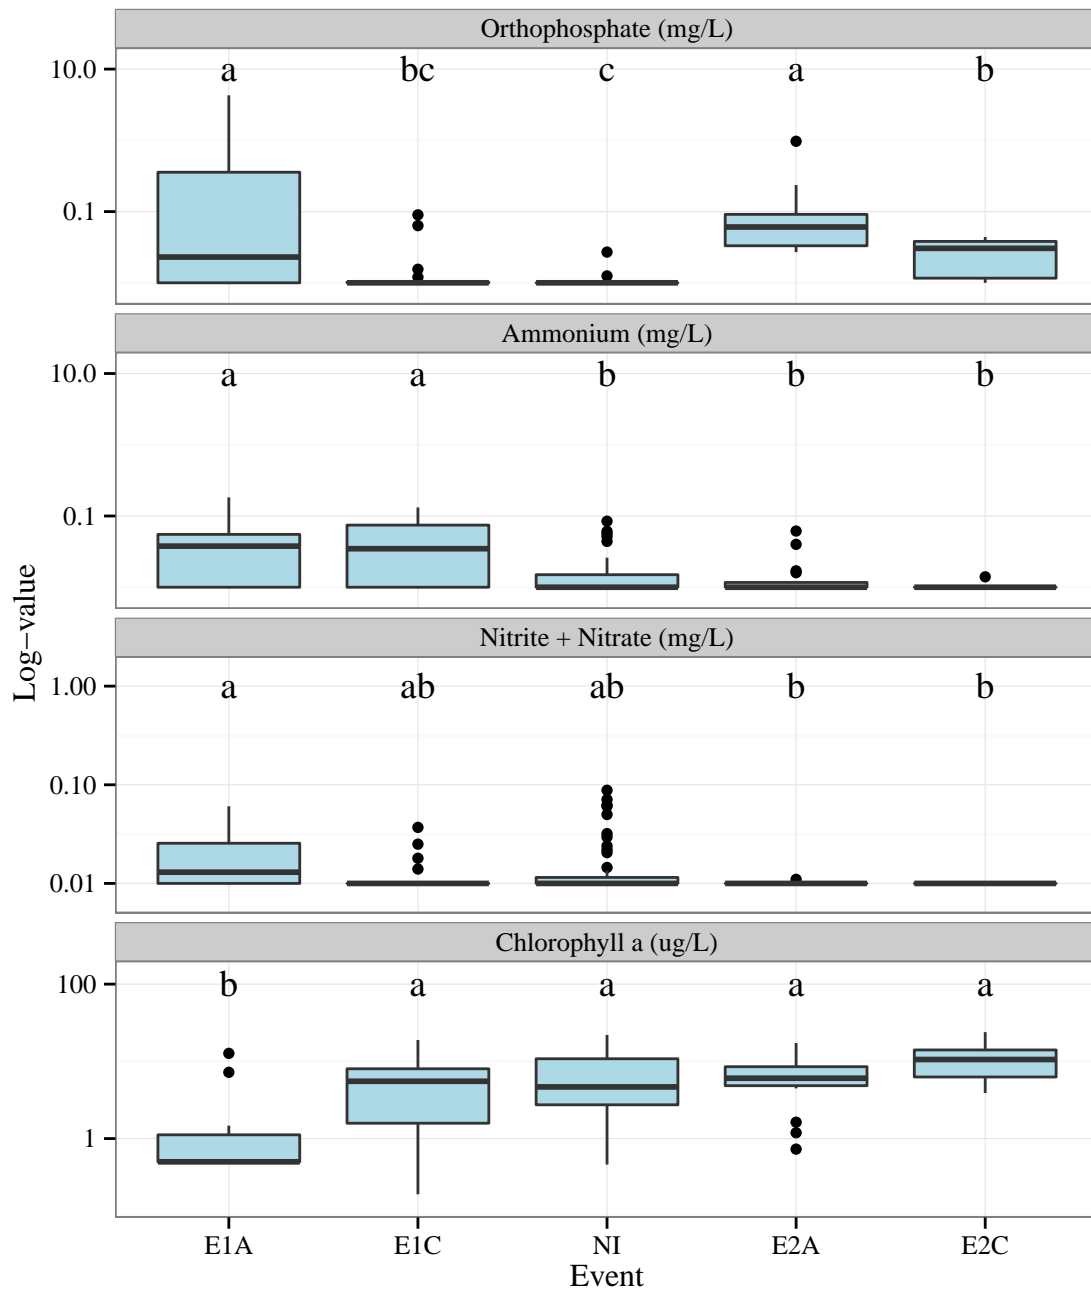 Orthophosphate (mg/L)
10.0
a bc c a b
0.1
Ammonium (mg/L)
10.0
a a b b b
0.1
Log−value
Nitrite + Nitrate (mg/L)
1.00
a ab ab b b
0.10
0.01
Chlorophyll a (ug/L)
100
b a a a a
1
E1A E1C NI E2A E2C
Event